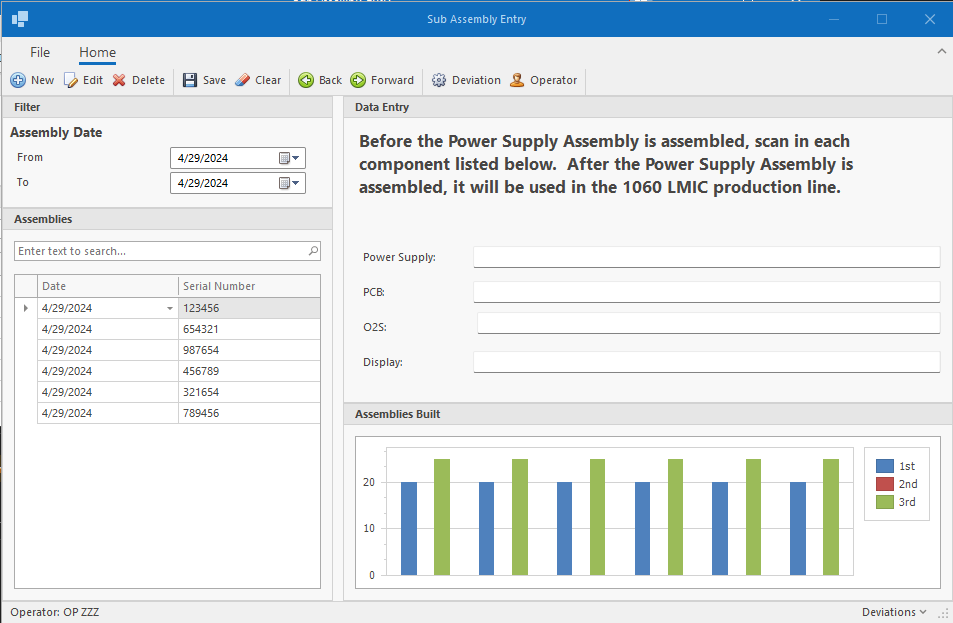 Sub Assembly Entry
File Home
New Edit Delete Save Clear Back Forward Deviation Operator
Filter
Assembly Date
From 4/29/2024
To 4/29/2024
Assemblies
Enter text to search...
Date Serial Number
4/29/2024 123456
4/29/2024 654321
4/29/2024 987654
4/29/2024 456789
4/29/2024 321654
4/29/2024 789456
Data Entry
Before the Power Supply Assembly is assembled, scan in each
component listed below.  After the Power Supply Assembly is
assembled, it will be used in the 1060 LMIC production line.
Power Supply:
PCB:
O2S:
Display:
Assemblies Built
20
10
0
1st
2nd
3rd
Operator: OP ZZZ
Deviations